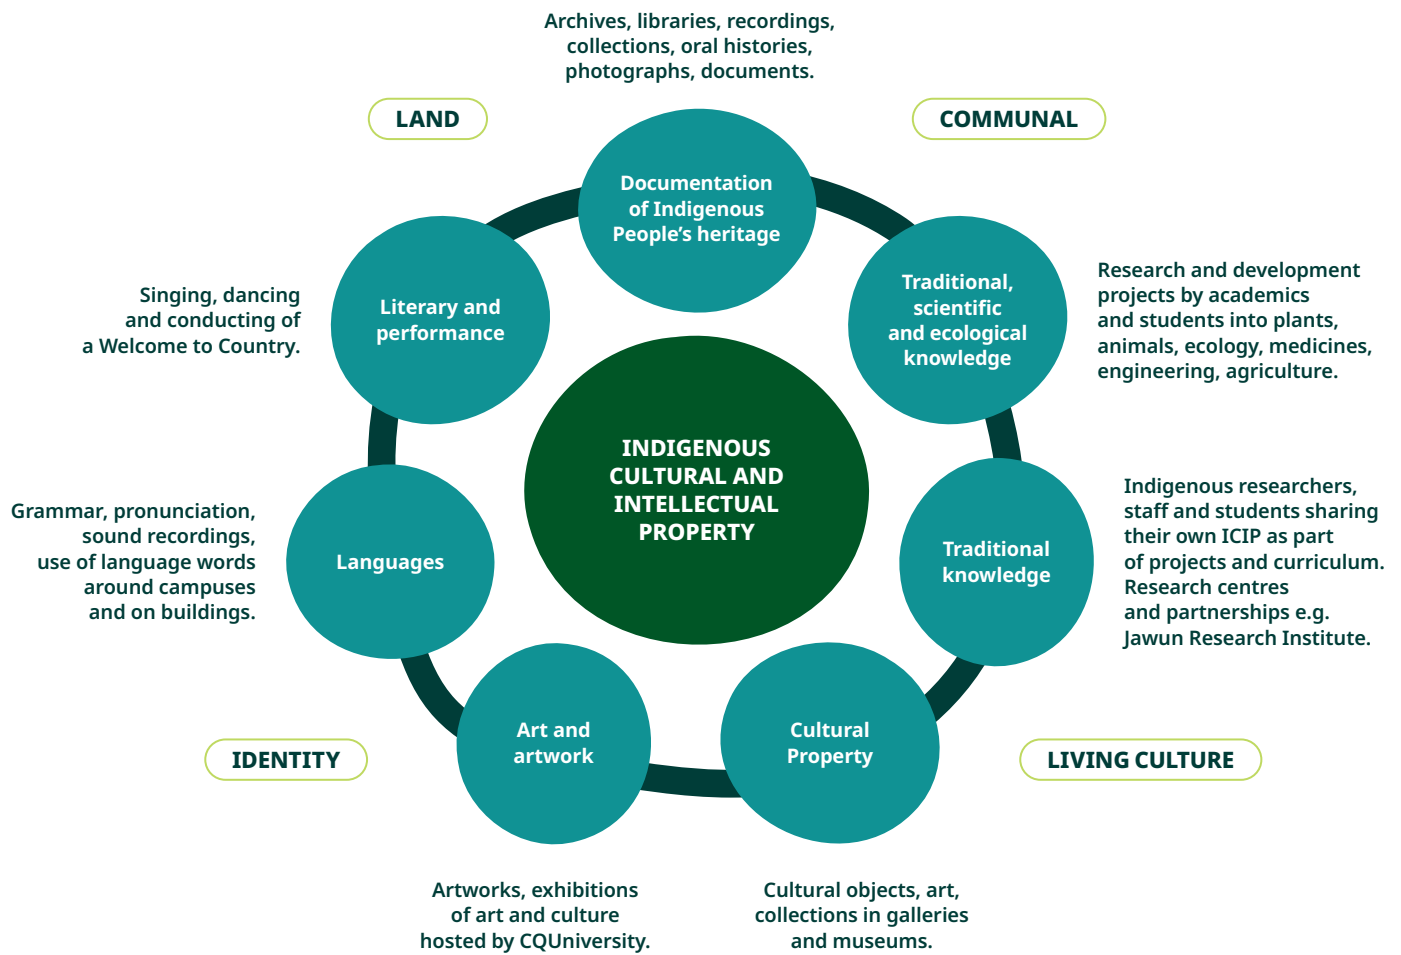 Archives, libraries, recordings,
collections, oral histories,
photographs, documents.
LAND
COMMUNAL
Documentation
of Indigenous
People’s heritage
Traditional,
scientific
and ecological
knowledge
Research and development
projects by academics
and students into plants,
animals, ecology, medicines,
engineering, agriculture.
Singing, dancing
and conducting of
a Welcome to Country.
Literary and
performance
INDIGENOUS
CULTURAL AND
INTELLECTUAL
PROPERTY
Traditional
knowledge
Indigenous researchers,
staff and students sharing
their own ICIP as part
of projects and curriculum.
Research centres
and partnerships e.g.
Jawun Research Institute.
Grammar, pronunciation,
sound recordings,
use of language words
around campuses
and on buildings.
Languages
Art and
artwork
Cultural
Property
IDENTITY
LIVING CULTURE
Artworks, exhibitions
of art and culture
hosted by CQUniversity.
Cultural objects, art,
collections in galleries
and museums.